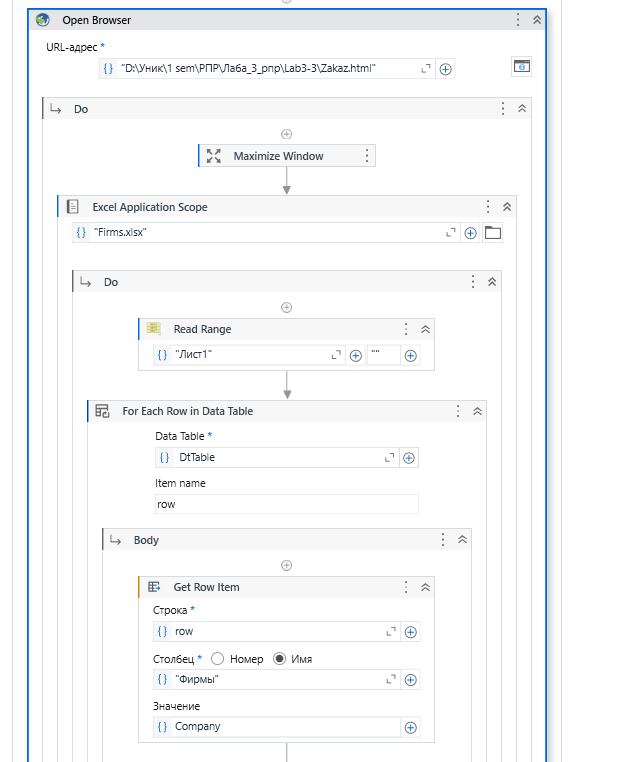 Open Browser
URL-адрес *
"D:\Уник\1 sem\РПР\Лаба_3_рпр\Lab3-3\Zakaz.html"
Do
Maximize Window
Excel Application Scope
"Firms.xlsx"
Do
Read Range
"Лист1" ""
For Each Row in Data Table
Data Table *
DtTable
Item name
row
Body
Get Row Item
Строка *
row
Столбец * Номер Имя
"Фирмы"
Значение
Company